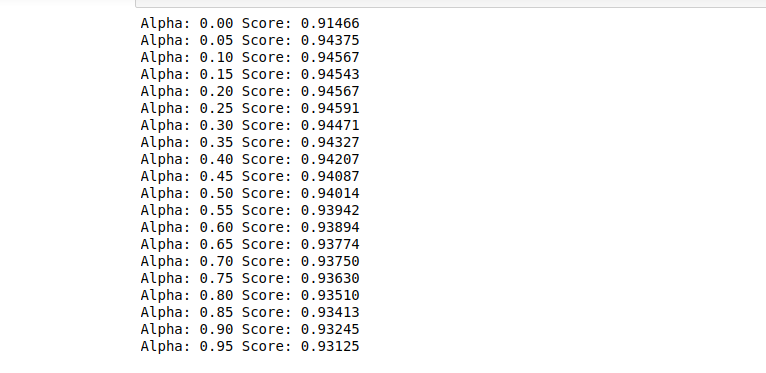 Alpha: 0.00 Score: 0.91466
Alpha: 0.05 Score: 0.94375
Alpha: 0.10 Score: 0.94567
Alpha: 0.15 Score: 0.94543
Alpha: 0.20 Score: 0.94567
Alpha: 0.25 Score: 0.94591
Alpha: 0.30 Score: 0.94471
Alpha: 0.35 Score: 0.94327
Alpha: 0.40 Score: 0.94207
Alpha: 0.45 Score: 0.94087
Alpha: 0.50 Score: 0.94014
Alpha: 0.55 Score: 0.93942
Alpha: 0.60 Score: 0.93894
Alpha: 0.65 Score: 0.93774
Alpha: 0.70 Score: 0.93750
Alpha: 0.75 Score: 0.93630
Alpha: 0.80 Score: 0.93510
Alpha: 0.85 Score: 0.93413
Alpha: 0.90 Score: 0.93245
Alpha: 0.95 Score: 0.93125